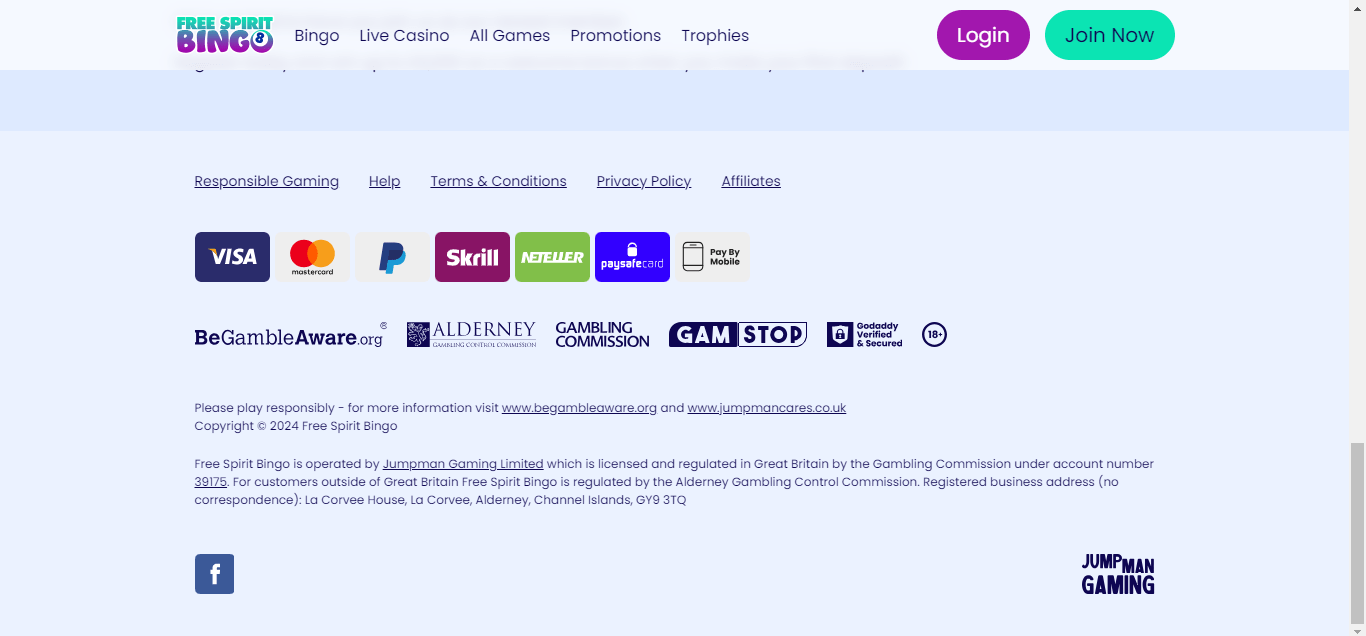 FREE SPIRIT
BINGO 8
Bingo Live Casino All Games Promotions Trophies Login Join Now
Responsible Gaming Help Terms & Conditions Privacy Policy Affiliates
VISA mastercard Skrill NETELLER paysafecard Pay By Mobile
BeGambleAware.org® ALDERNEY GAMBLING CONTROL COMMISSION GAMBLING COMMISSION GAMSTOP Godaddy Verified & Secured 18+
Please play responsibly - for more information visit www.begambleaware.org and www.jumpmancares.co.uk
Copyright © 2024 Free Spirit Bingo
Free Spirit Bingo is operated by Jumpman Gaming Limited which is licensed and regulated in Great Britain by the Gambling Commission under account number
39175. For customers outside of Great Britain Free Spirit Bingo is regulated by the Alderney Gambling Control Commission. Registered business address (no
correspondence): La Corvee House, La Corvee, Alderney, Channel Islands, GY9 3TQ
f
JUMPMAN
GAMING